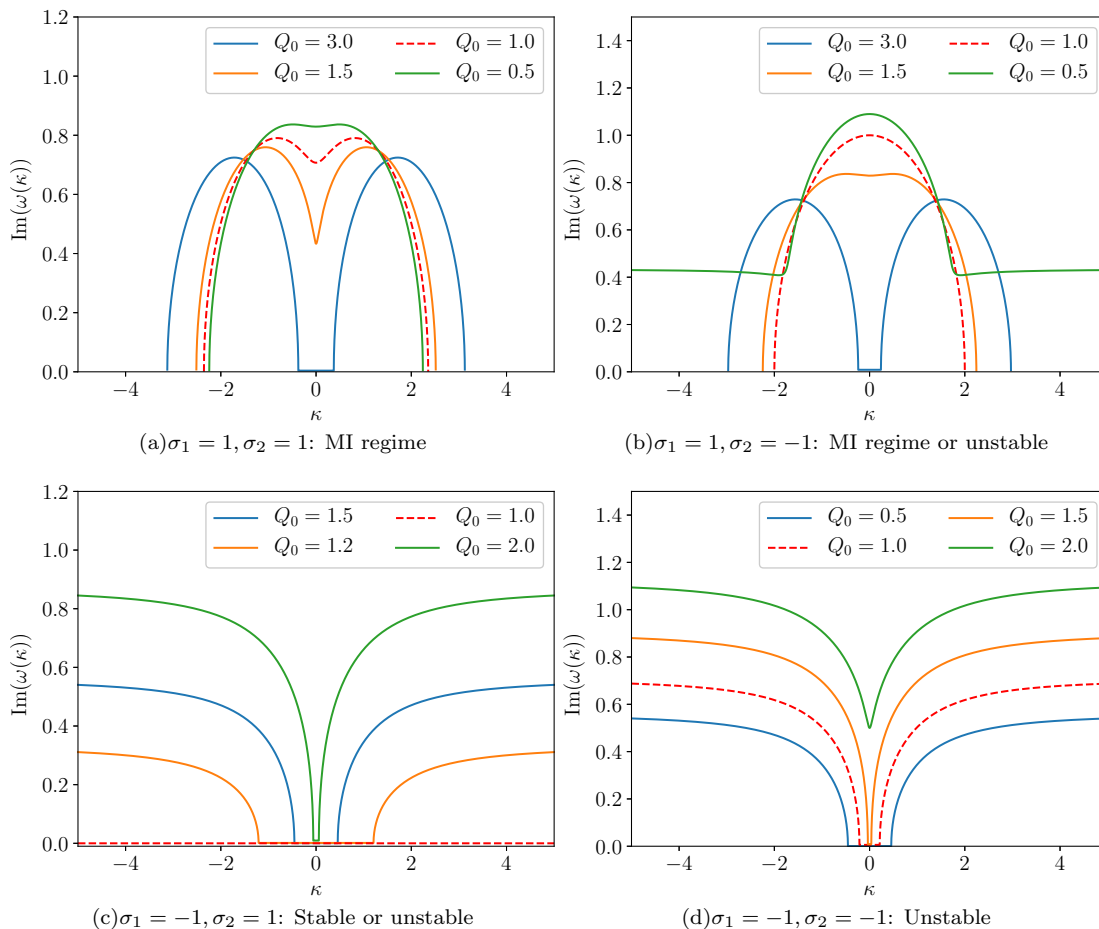 1.2
1.0
0.8
0.6
0.4
0.2
0.0
Im(ω(κ))
Q₀ = 3.0
Q₀ = 1.0
Q₀ = 1.5
Q₀ = 0.5
−4
−2
0
2
4
κ
(a)σ₁ = 1, σ₂ = 1: MI regime
1.4
1.2
1.0
0.8
0.6
0.4
0.2
0.0
Im(ω(κ))
Q₀ = 3.0
Q₀ = 1.0
Q₀ = 1.5
Q₀ = 0.5
−4
−2
0
2
4
κ
(b)σ₁ = 1, σ₂ = −1: MI regime or unstable
1.2
1.0
0.8
0.6
0.4
0.2
0.0
Im(ω(κ))
Q₀ = 1.5
Q₀ = 1.0
Q₀ = 1.2
Q₀ = 2.0
−4
−2
0
2
4
κ
(c)σ₁ = −1, σ₂ = 1: Stable or unstable
1.4
1.2
1.0
0.8
0.6
0.4
0.2
0.0
Im(ω(κ))
Q₀ = 0.5
Q₀ = 1.5
Q₀ = 1.0
Q₀ = 2.0
−4
−2
0
2
4
κ
(d)σ₁ = −1, σ₂ = −1: Unstable